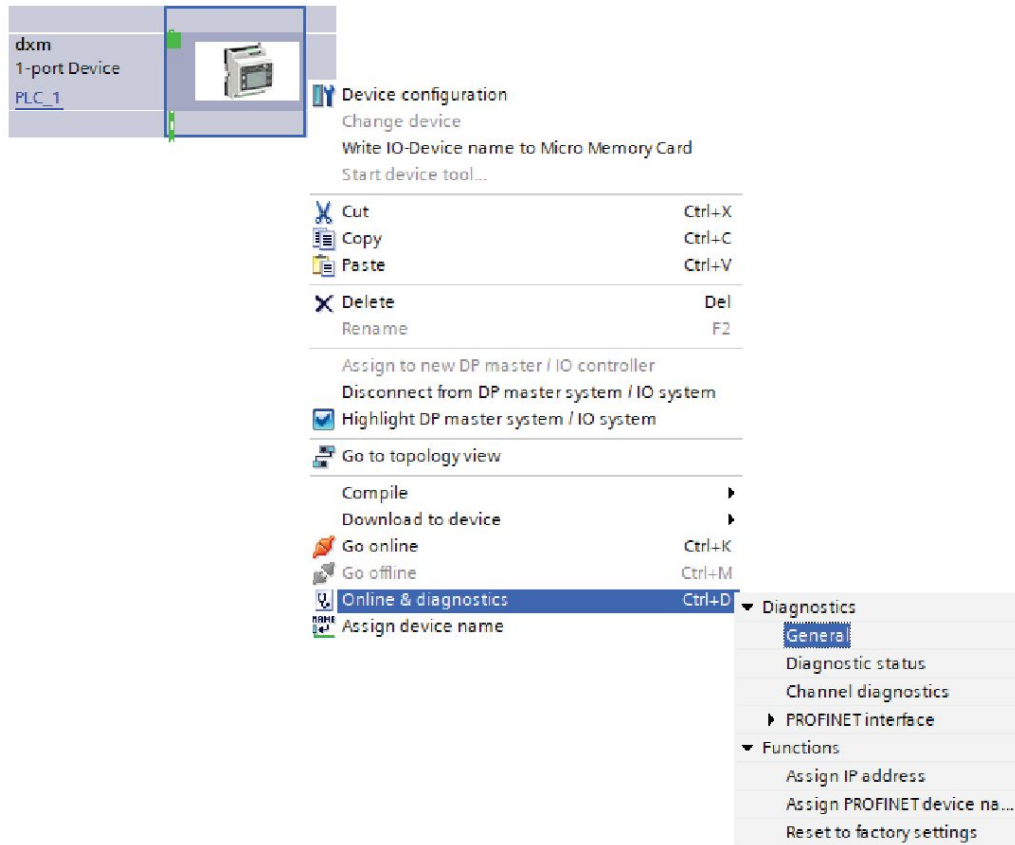 dxm
1-port Device
PLC_1
Device configuration
Change device
Write IO-Device name to Micro Memory Card
Start device tool...
Cut Ctrl+X
Copy Ctrl+C
Paste Ctrl+V
Delete Del
Rename F2
Assign to new DP master / IO controller
Disconnect from DP master system / IO system
Highlight DP master system / IO system
Go to topology view
Compile
Download to device
Go online Ctrl+K
Go offline Ctrl+M
Online & diagnostics Ctrl+D
NAME Assign device name
Diagnostics
General
Diagnostic status
Channel diagnostics
PROFINET interface
Functions
Assign IP address
Assign PROFINET device na...
Reset to factory settings